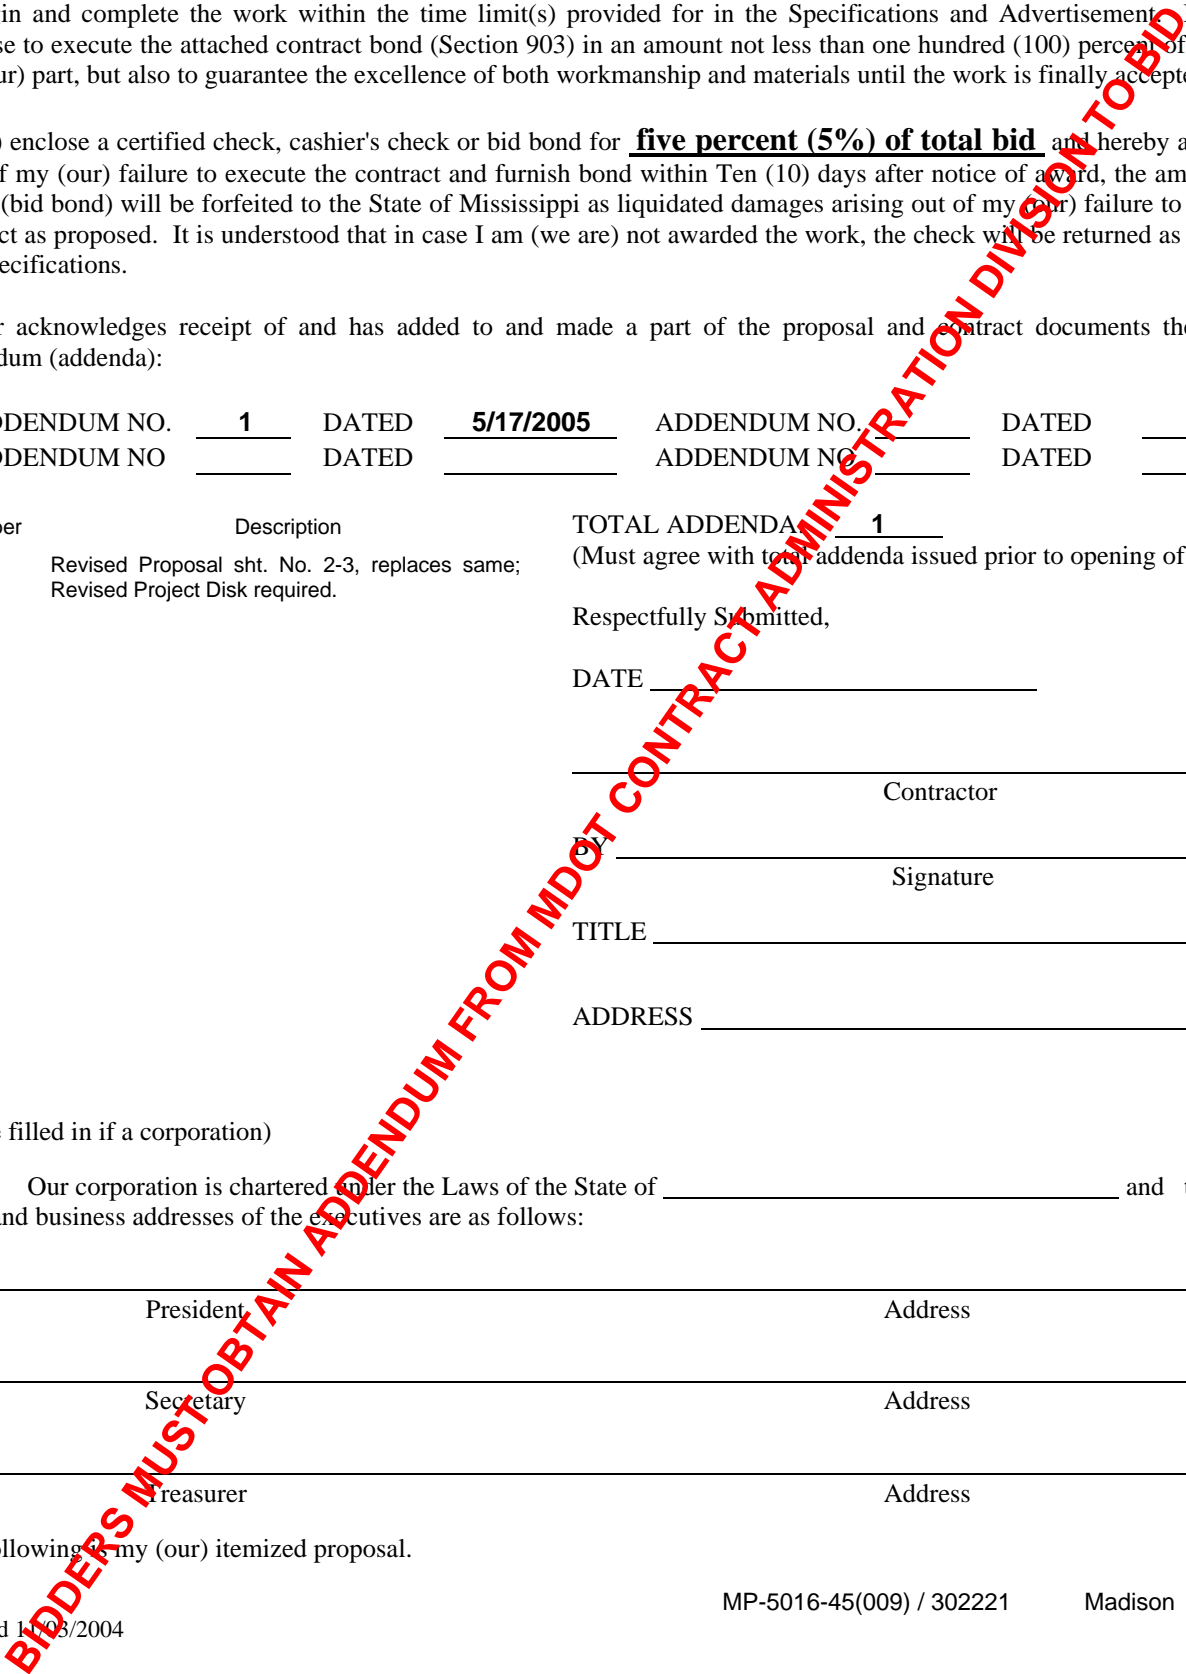 in and complete the work within the time limit(s) provided for in the Specifications and Advertisement.
se to execute the attached contract bond (Section 903) in an amount not less than one hundred (100) percent of
ur) part, but also to guarantee the excellence of both workmanship and materials until the work is finally accepte
) enclose a certified check, cashier's check or bid bond for five percent (5%) of total bid and hereby a
f my (our) failure to execute the contract and furnish bond within Ten (10) days after notice of award, the am
(bid bond) will be forfeited to the State of Mississippi as liquidated damages arising out of my (our) failure to
ct as proposed. It is understood that in case I am (we are) not awarded the work, the check will be returned as
ecifications.
r acknowledges receipt of and has added to and made a part of the proposal and contract documents the
dum (addenda):
DDENDUM NO. 1 DATED 5/17/2005 ADDENDUM NO. DATED
DDENDUM NO DATED ADDENDUM NO DATED
ber Description
Revised Proposal sht. No. 2-3, replaces same;
Revised Project Disk required.
TOTAL ADDENDA: 1
(Must agree with total addenda issued prior to opening of
Respectfully Submitted,
DATE
Contractor
BY
Signature
TITLE
ADDRESS
e filled in if a corporation)
Our corporation is chartered under the Laws of the State of and t
and business addresses of the executives are as follows:
President Address
Secretary Address
Treasurer Address
ollowing is my (our) itemized proposal.
MP-5016-45(009) / 302221 Madison
d 11/03/2004
BIDDERS MUST OBTAIN ADDENDUM FROM MDOT CONTRACT ADMINISTRATION DIVISION TO BID